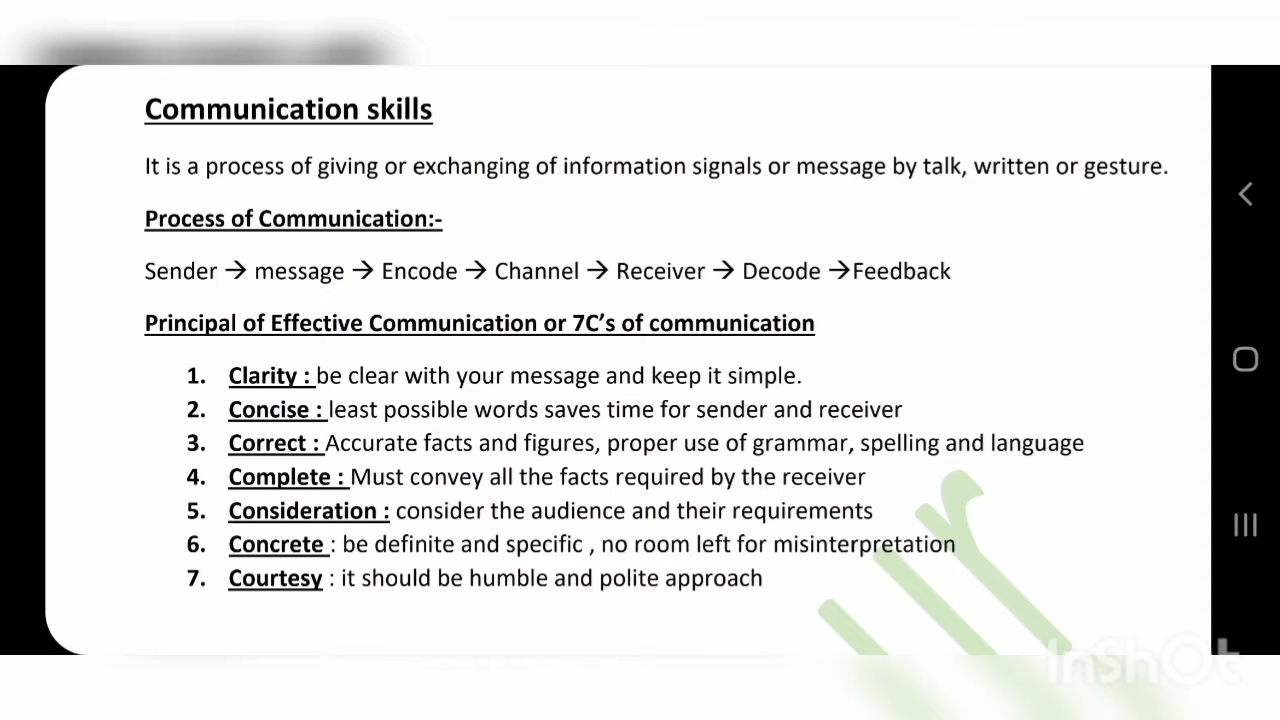 Communication skills
It is a process of giving or exchanging of information signals or message by talk, written or gesture.
Process of Communication:-
Sender → message → Encode → Channel → Receiver → Decode →Feedback
Principal of Effective Communication or 7C’s of communication
1. Clarity : be clear with your message and keep it simple.
2. Concise : least possible words saves time for sender and receiver
3. Correct : Accurate facts and figures, proper use of grammar, spelling and language
4. Complete : Must convey all the facts required by the receiver
5. Consideration : consider the audience and their requirements
6. Concrete : be definite and specific , no room left for misinterpretation
7. Courtesy : it should be humble and polite approach
InShOt